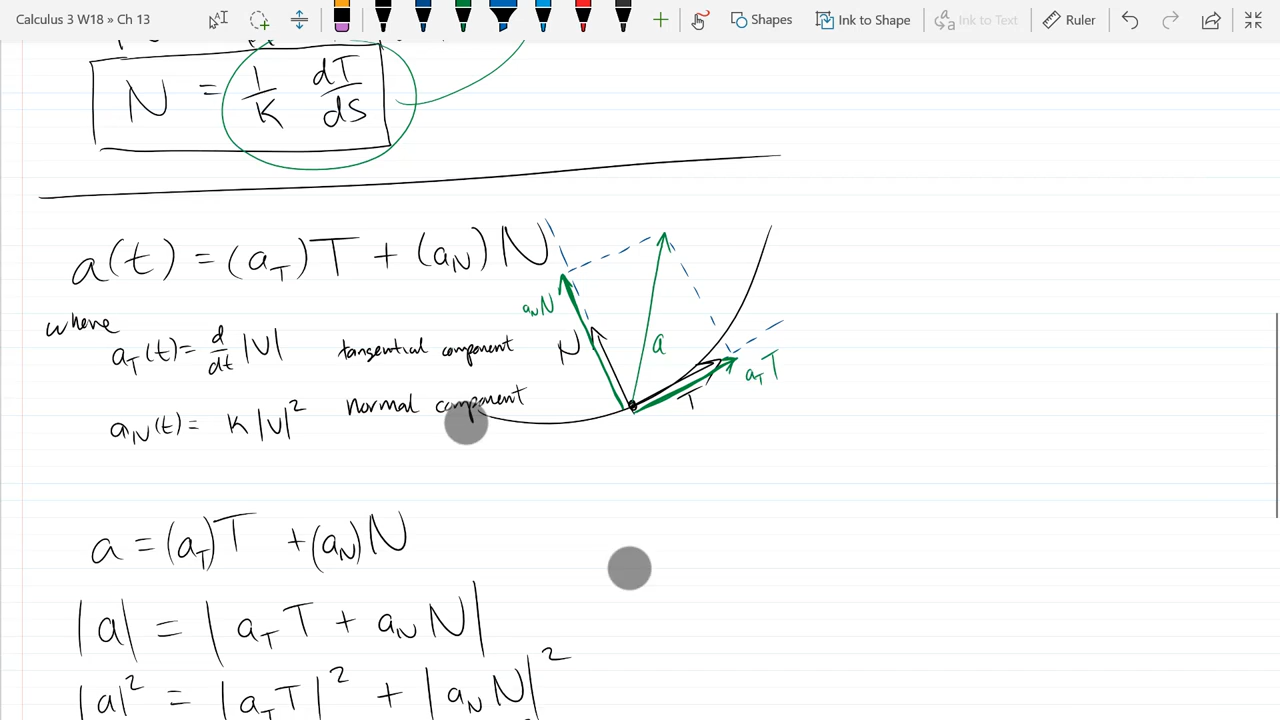 Calculus 3 W18 » Ch 13
Shapes
Ink to Shape
Ink to Text
Ruler
N = 1/K dT/dS
a(t) = (a_T)T + (a_N)N
where
a_T(t) = d/dt |V| tangential component
a_N(t) = K|V|² normal component
a_N N
N
a
T
a_T T
a = (a_T)T + (a_N)N
|a| = |a_T T + a_N N|
|a|² = |a_T T|² + |a_N N|²